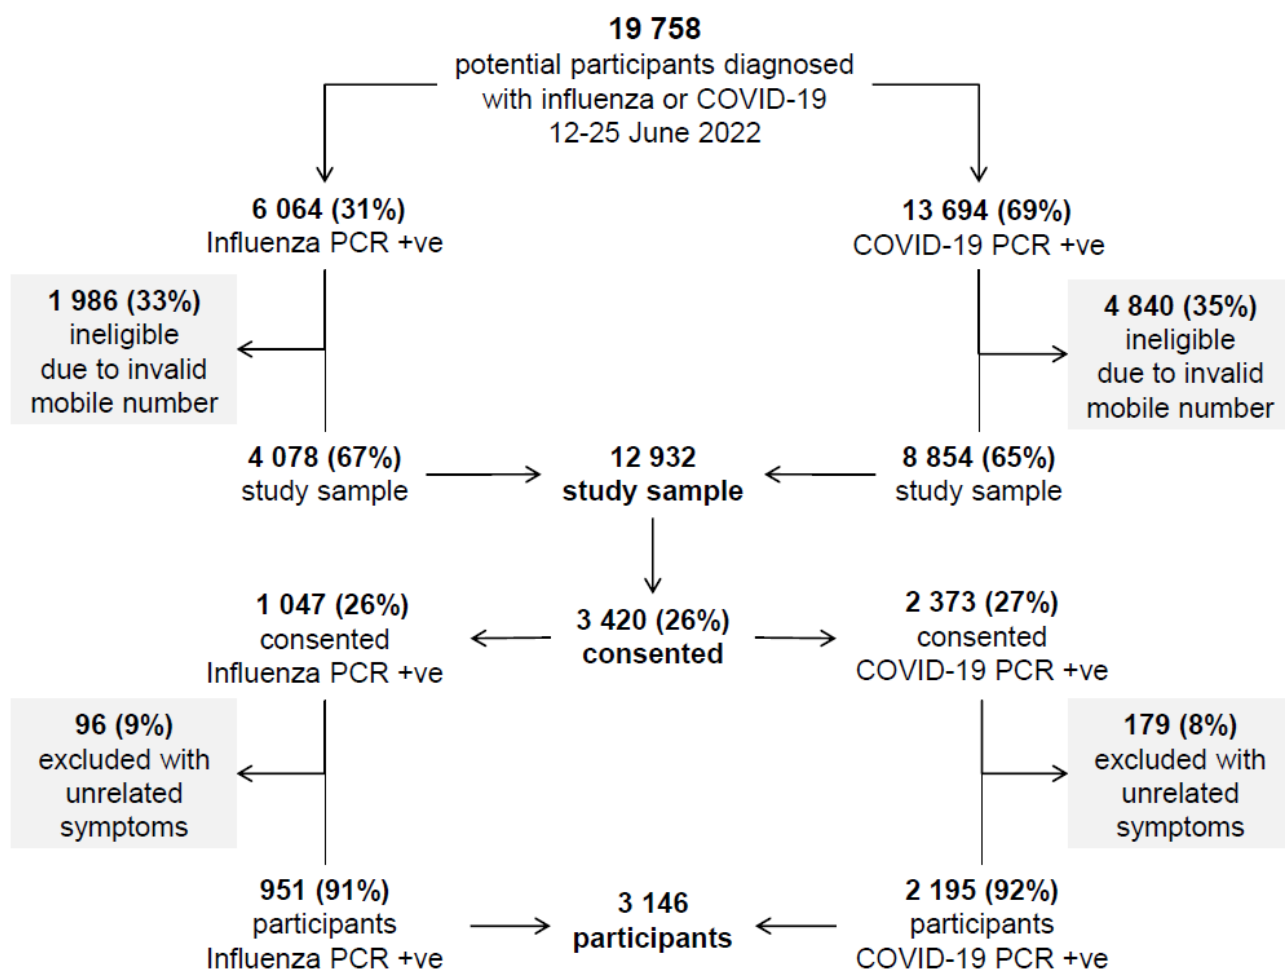 19 758
potential participants diagnosed
with influenza or COVID-19
12-25 June 2022
6 064 (31%)
Influenza PCR +ve
13 694 (69%)
COVID-19 PCR +ve
1 986 (33%)
ineligible
due to invalid
mobile number
4 840 (35%)
ineligible
due to invalid
mobile number
4 078 (67%)
study sample
12 932
study sample
8 854 (65%)
study sample
1 047 (26%)
consented
Influenza PCR +ve
3 420 (26%)
consented
2 373 (27%)
consented
COVID-19 PCR +ve
96 (9%)
excluded with
unrelated
symptoms
179 (8%)
excluded with
unrelated
symptoms
951 (91%)
participants
Influenza PCR +ve
3 146
participants
2 195 (92%)
participants
COVID-19 PCR +ve